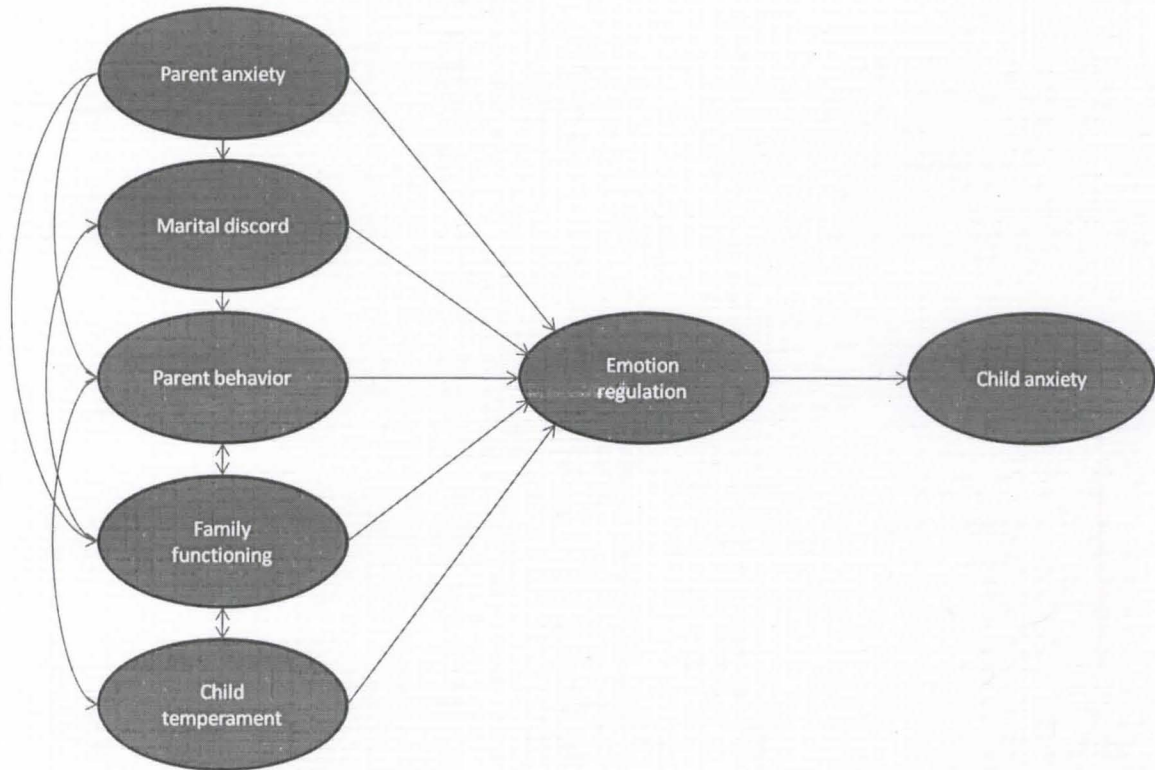 Parent anxiety
Marital discord
Parent behavior
Family
functioning
Child
temperament
Emotion
regulation
Child anxiety